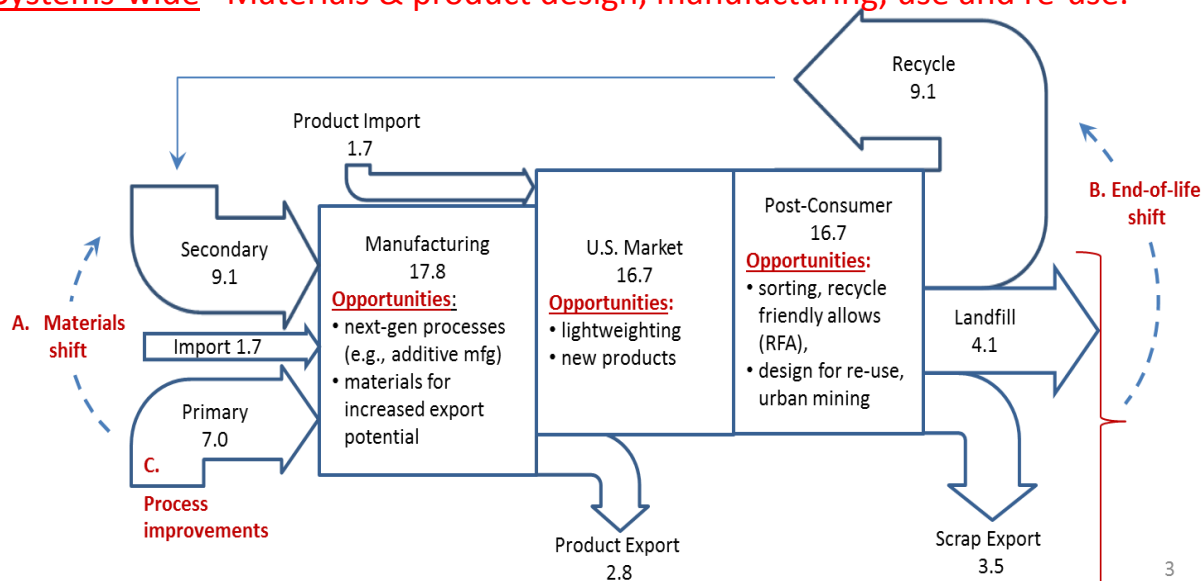 Systems-wide - Materials & product design, manufacturing, use and re-use.
Recycle
9.1
Product Import
1.7
B. End-of-life
shift
Post-Consumer
16.7
Opportunities:
• sorting, recycle
friendly allows
(RFA),
• design for re-use,
urban mining
Secondary
9.1
Manufacturing
17.8
Opportunities:
• next-gen processes
(e.g., additive mfg)
• materials for
increased export
potential
U.S. Market
16.7
Opportunities:
• lightweighting
• new products
A. Materials
shift
Import 1.7
Landfill
4.1
Primary
7.0
C.
Process
improvements
Product Export
2.8
Scrap Export
3.5
3